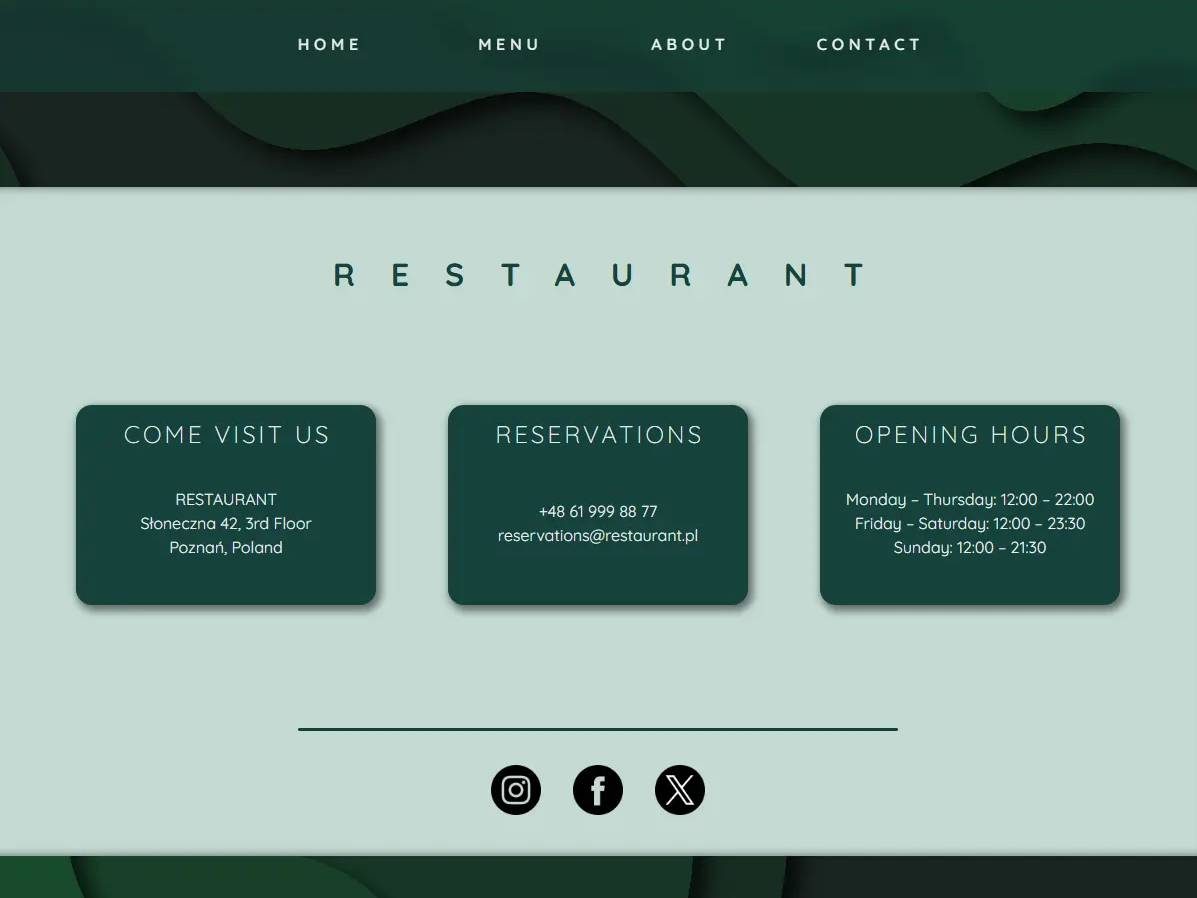 HOME MENU ABOUT CONTACT
RESTAURANT
COME VISIT US
RESTAURANT
Słoneczna 42, 3rd Floor
Poznań, Poland
RESERVATIONS
+48 61 999 88 77
reservations@restaurant.pl
OPENING HOURS
Monday – Thursday: 12:00 – 22:00
Friday – Saturday: 12:00 – 23:30
Sunday: 12:00 – 21:30